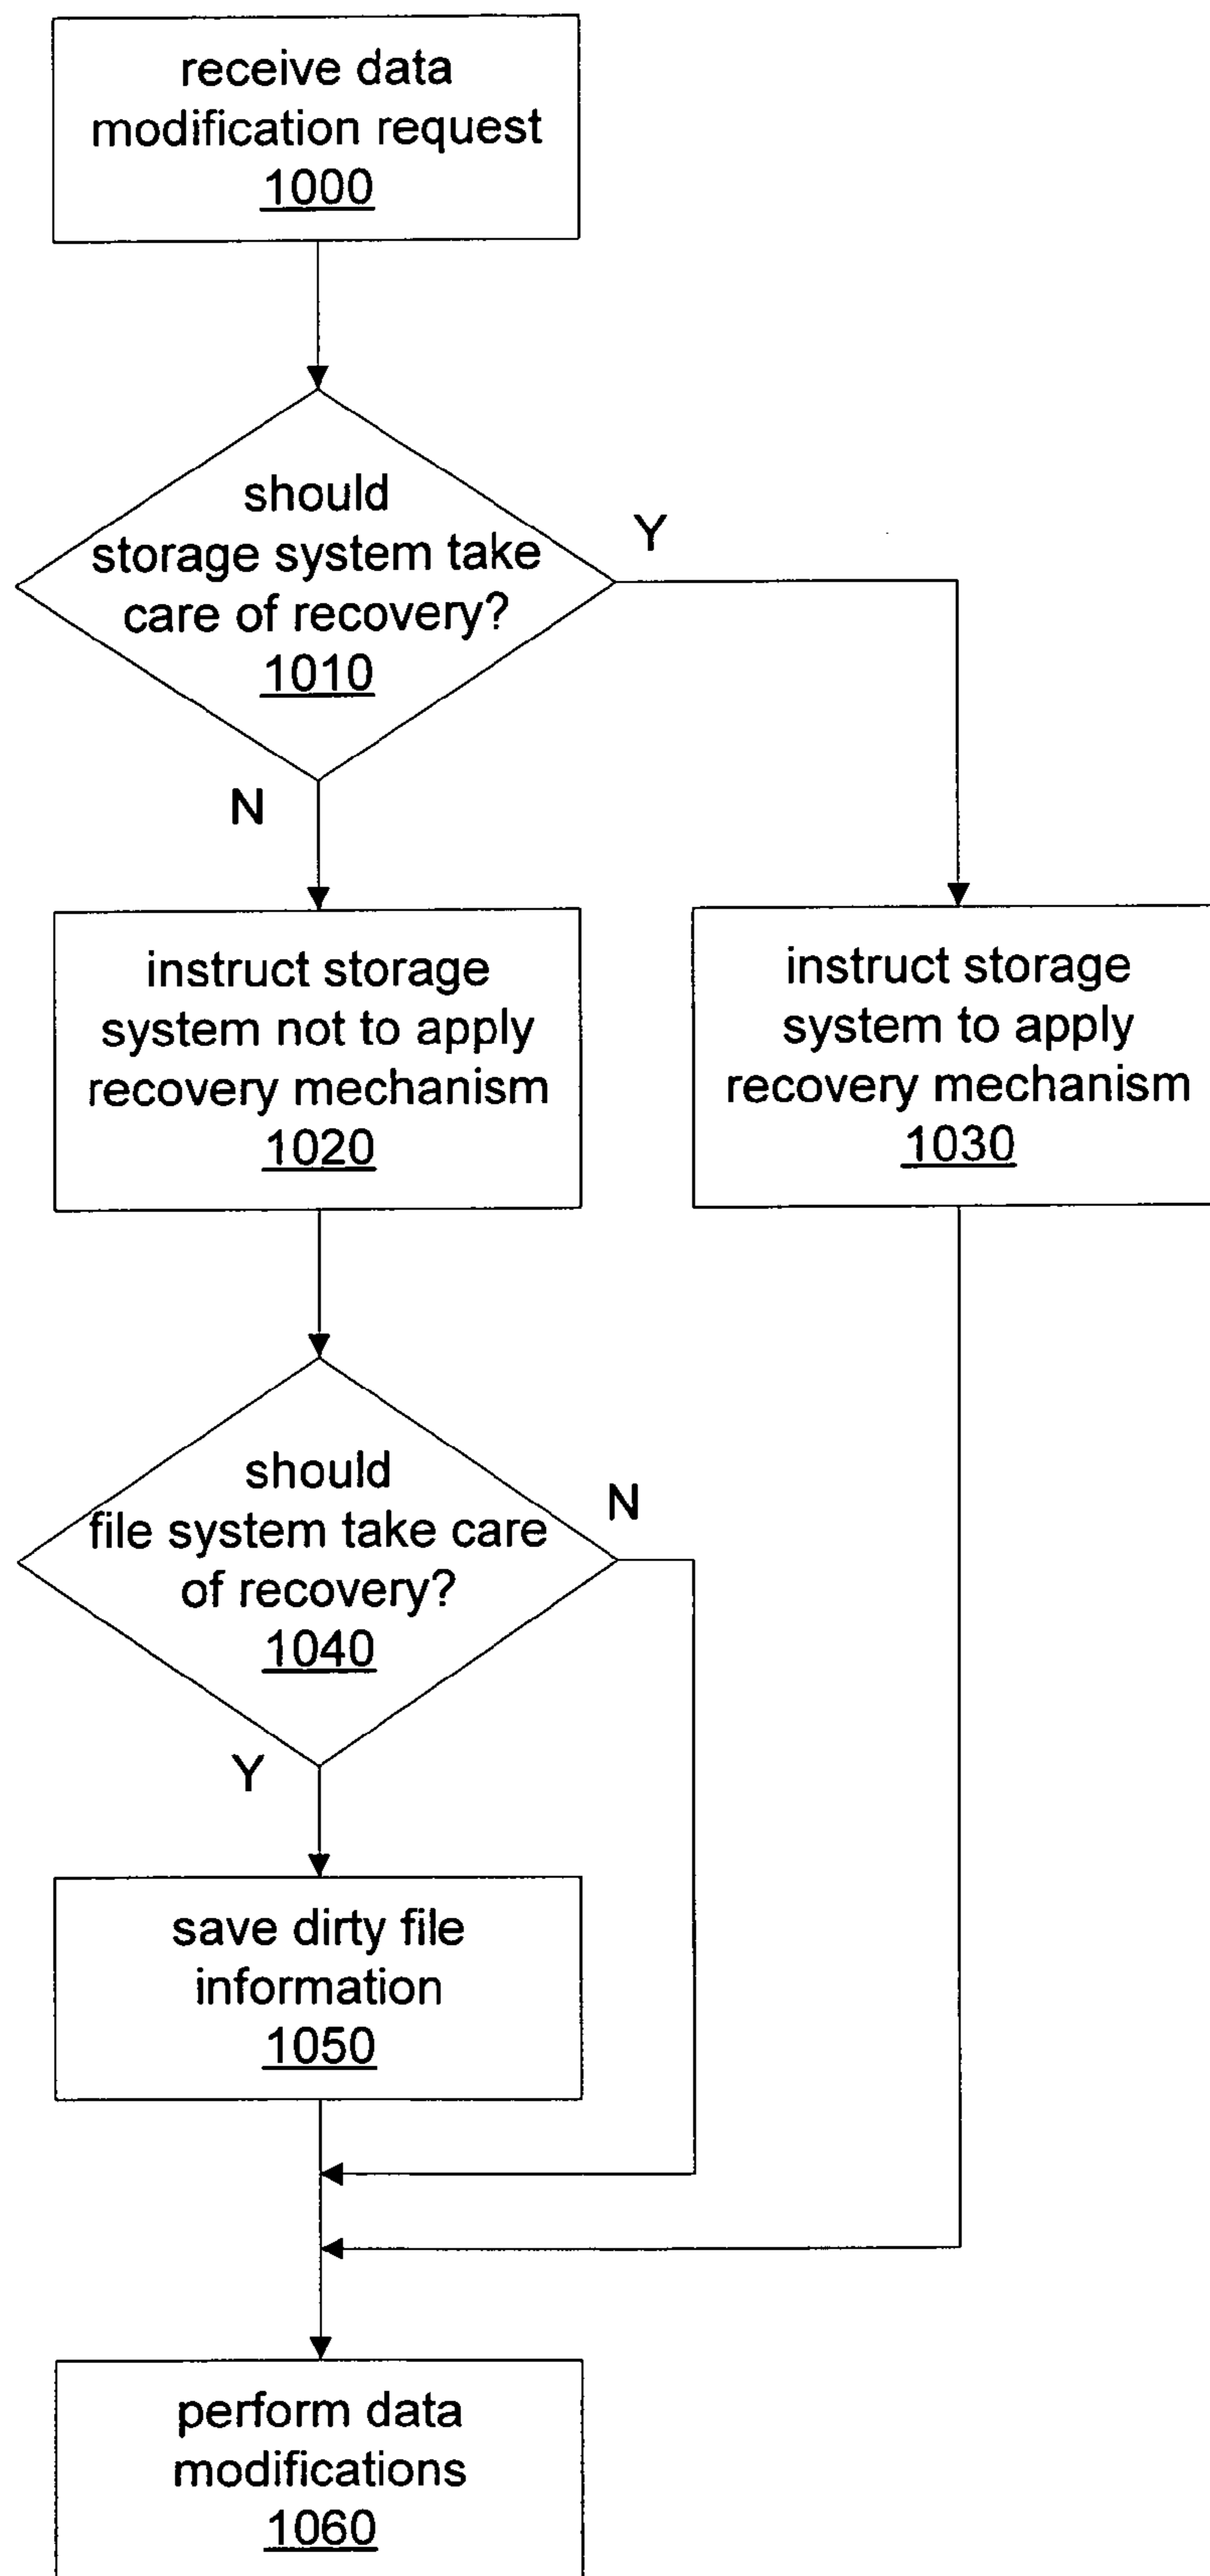 receive data
modification request
1000
should
storage system take
care of recovery?
1010
Y
N
instruct storage
system not to apply
recovery mechanism
1020
instruct storage
system to apply
recovery mechanism
1030
should
file system take care
of recovery?
1040
N
Y
save dirty file
information
1050
perform data
modifications
1060